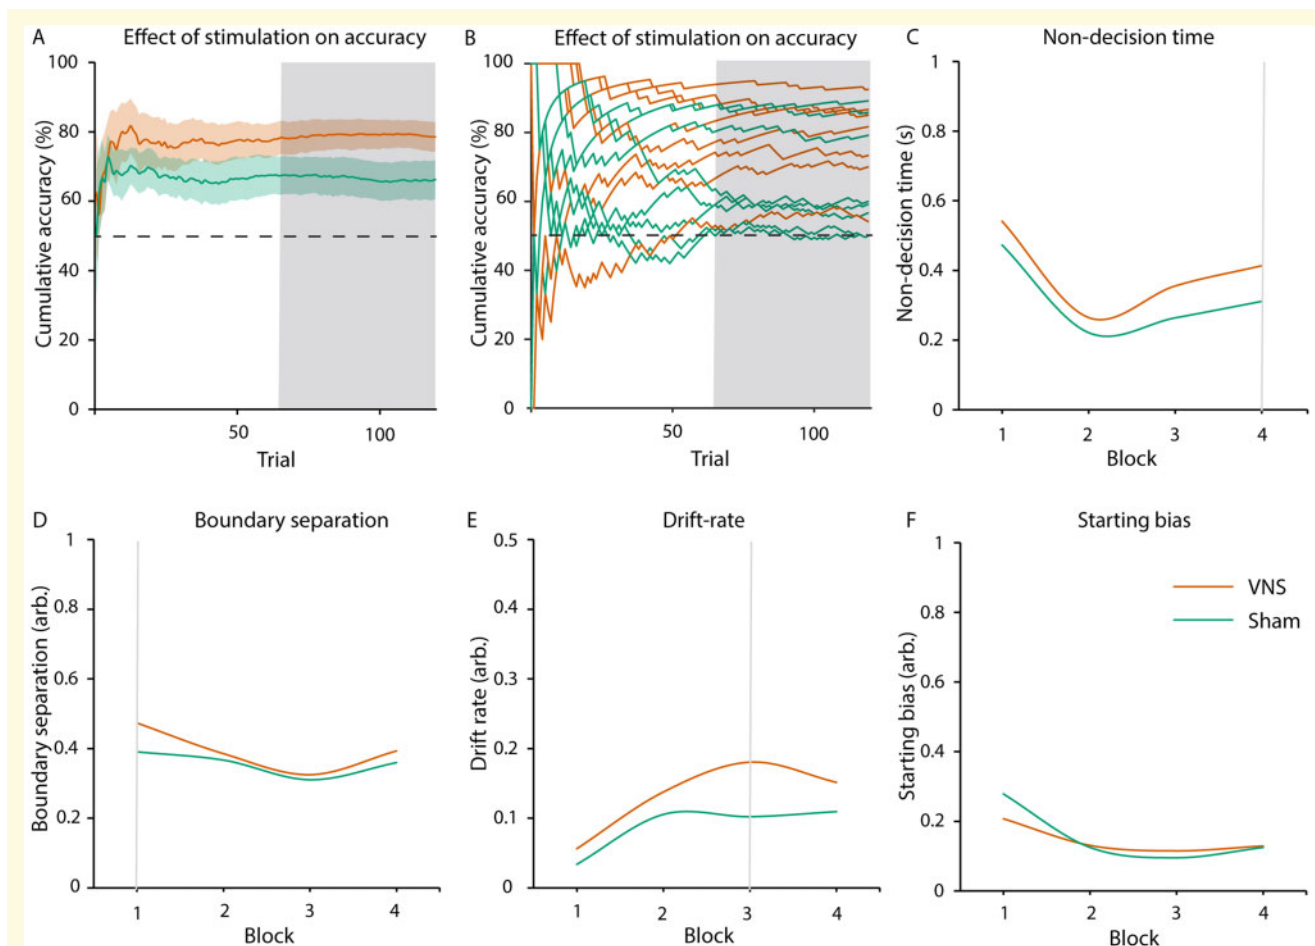 A Effect of stimulation on accuracy
Cumulative accuracy (%)
100
80
60
40
20
0
50 100
Trial
B Effect of stimulation on accuracy
Cumulative accuracy (%)
100
80
60
40
20
0
50 100
Trial
C Non-decision time
Non-decision time (s)
1
0.8
0.6
0.4
0.2
0
1 2 3 4
Block
D Boundary separation
Boundary separation (arb.)
1
0.8
0.6
0.4
0.2
0
1 2 3 4
Block
E Drift-rate
Drift rate (arb.)
0.5
0.4
0.3
0.2
0.1
0
1 2 3 4
Block
F Starting bias
Starting bias (arb.)
1
0.8
0.6
0.4
0.2
0
1 2 3 4
Block
VNS
Sham